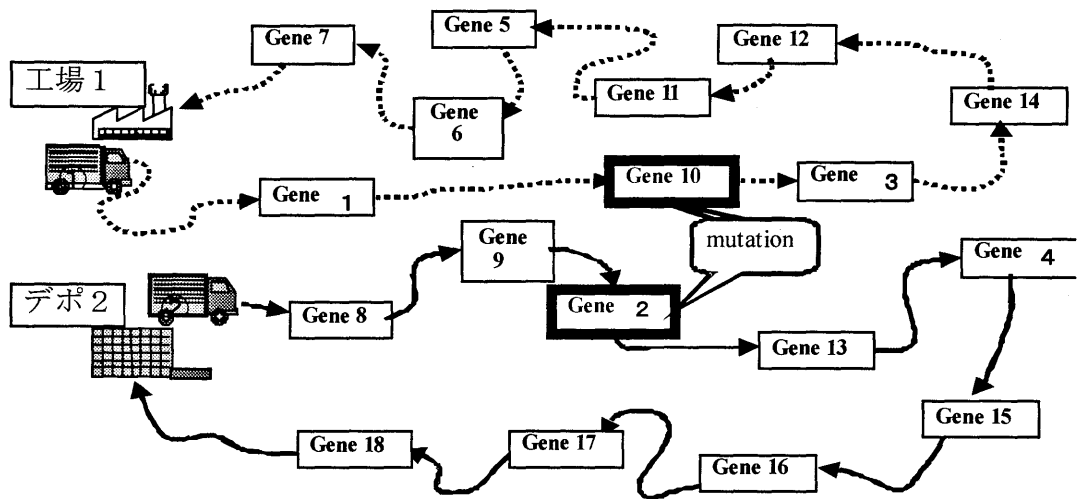 Gene 7
Gene 5
Gene 12
工場1
Gene
6
Gene 11
Gene 14
Gene 1
Gene 10
Gene 3
mutation
Gene
9
Gene 4
デポ2
Gene 8
Gene 2
Gene 13
Gene 15
Gene 18
Gene 17
Gene 16